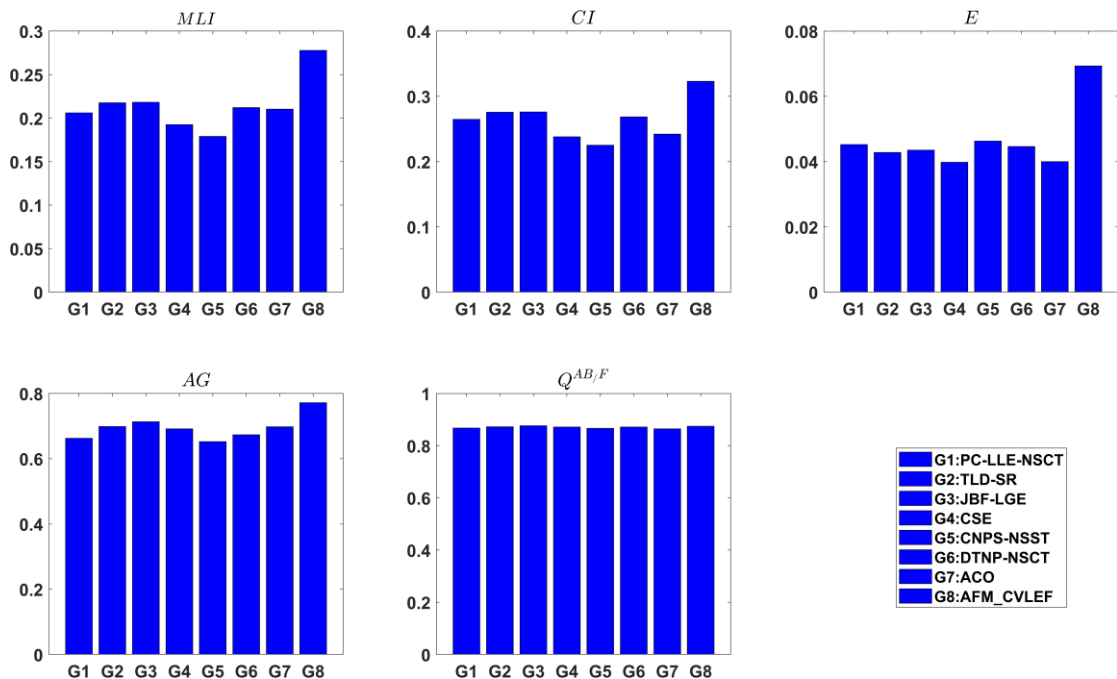 MLI
0.3
0.25
0.2
0.15
0.1
0.05
0
G1 G2 G3 G4 G5 G6 G7 G8
CI
0.4
0.3
0.2
0.1
0
G1 G2 G3 G4 G5 G6 G7 G8
E
0.08
0.06
0.04
0.02
0
G1 G2 G3 G4 G5 G6 G7 G8
AG
0.8
0.6
0.4
0.2
0
G1 G2 G3 G4 G5 G6 G7 G8
Q^{AB/F}
1
0.8
0.6
0.4
0.2
0
G1 G2 G3 G4 G5 G6 G7 G8
G1:PC-LLE-NSCT
G2:TLD-SR
G3:JBF-LGE
G4:CSE
G5:CNPS-NSST
G6:DTNP-NSCT
G7:ACO
G8:AFM_CVLEF